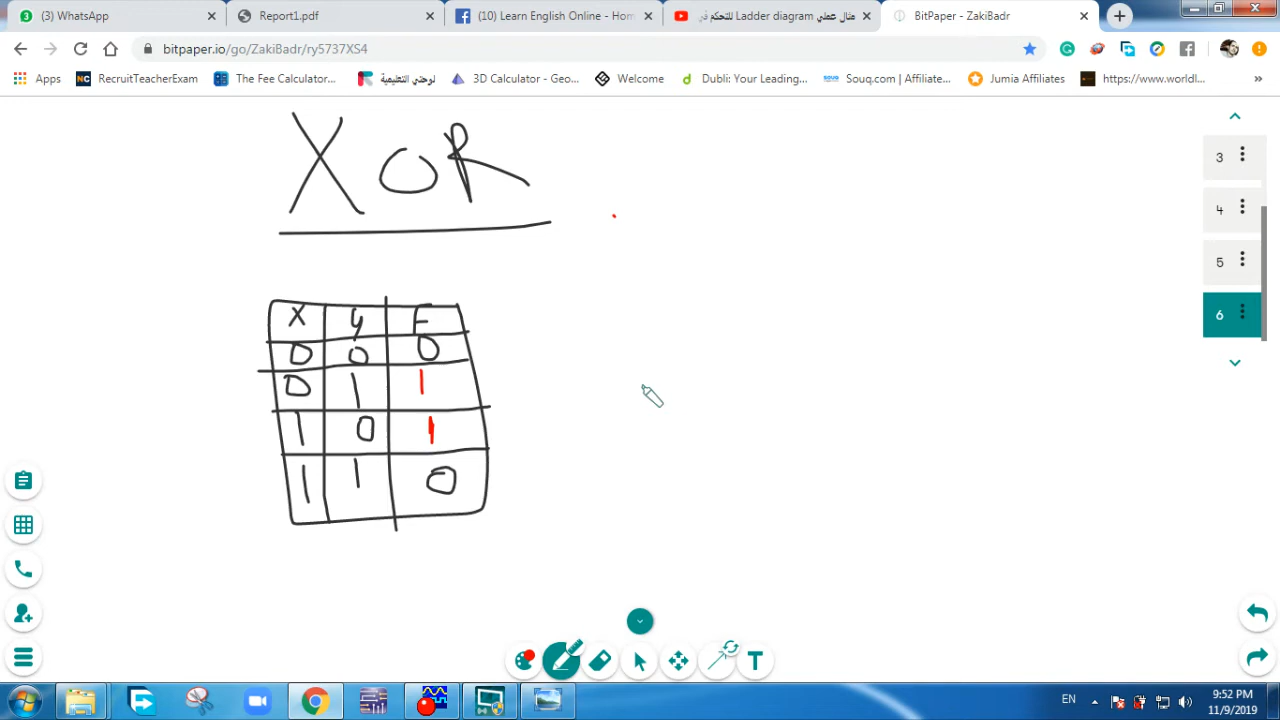 (3) WhatsApp
Report1.pdf
(10) Learn English Online - Hom
مثال عملي Ladder diagram للتحكم في
BitPaper - ZakiBadr
bitpaper.io/go/ZakiBadr/ry5737XS4
Apps
NC RecruitTeacherExam
The Fee Calculator...
لوحتي التعليمية
3D Calculator - Geo...
Welcome
Dubli: Your Leading...
Souq.com | Affiliate...
Jumia Affiliates
https://www.worldl...
XOR
X y F
0 0 0
0 1 1
1 0 1
1 1 0
3
4
5
6
T
EN
9:52 PM
11/9/2019